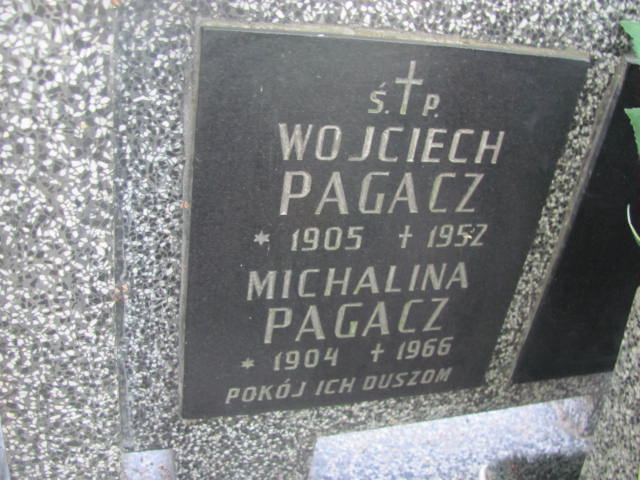 Ś.†P.
WOJCIECH
PAGACZ
* 1905 † 1952
MICHALINA
PAGACZ
* 1904 † 1966
POKÓJ ICH DUSZOM